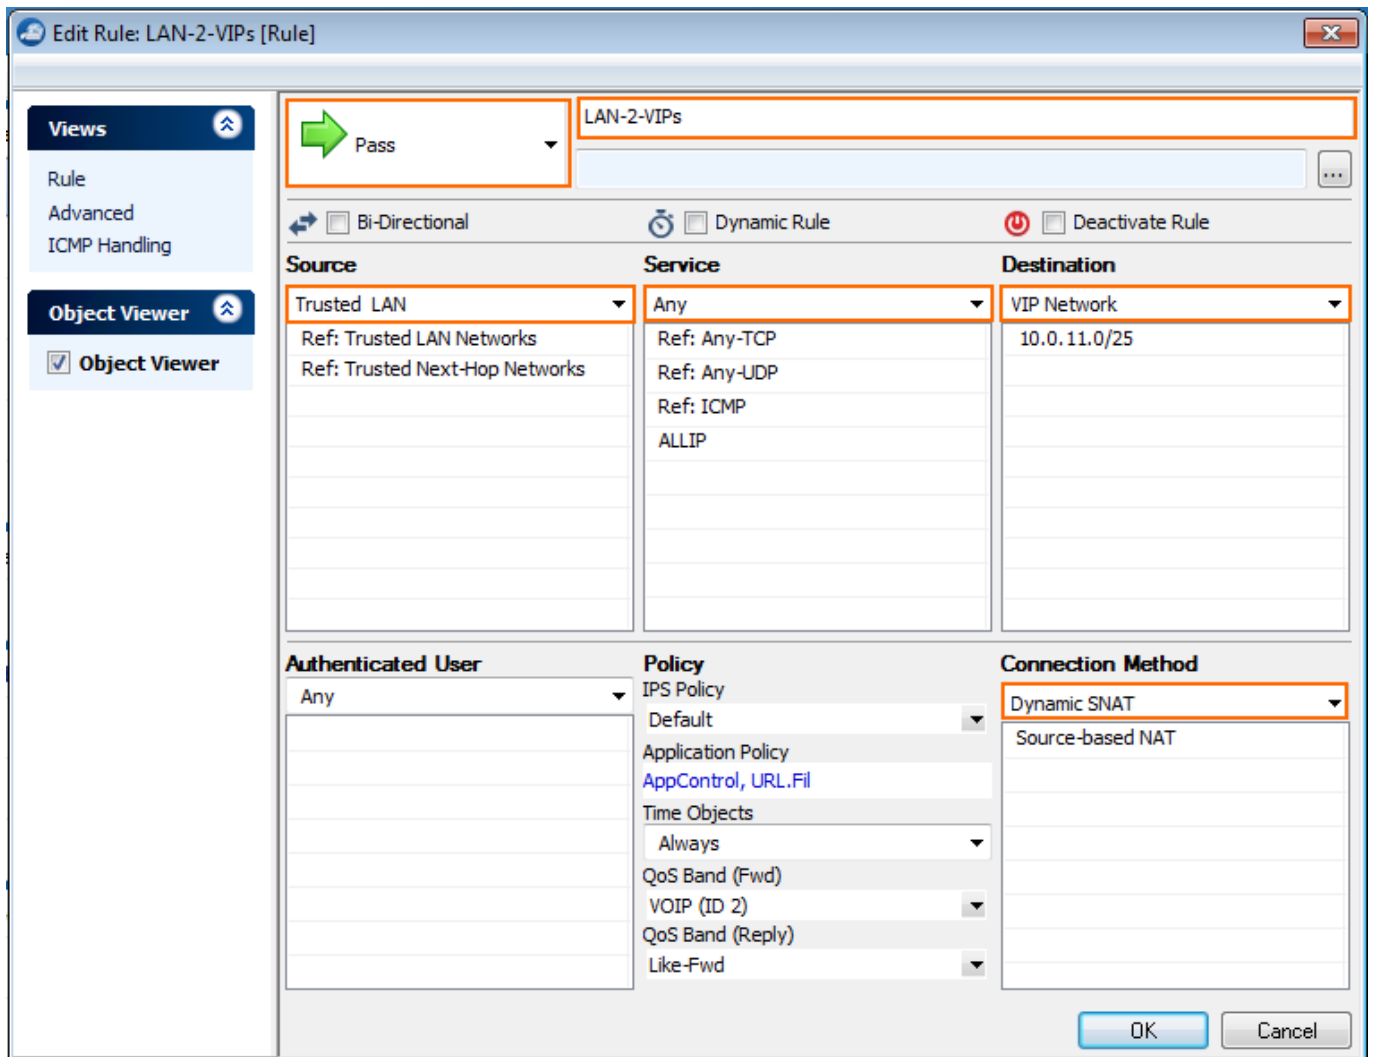 Edit Rule: LAN-2-VIPs [Rule]
Views
Rule
Advanced
ICMP Handling
Object Viewer
Object Viewer
Pass
LAN-2-VIPs
...
Bi-Directional
Dynamic Rule
Deactivate Rule
Source
Trusted LAN
Ref: Trusted LAN Networks
Ref: Trusted Next-Hop Networks
Service
Any
Ref: Any-TCP
Ref: Any-UDP
Ref: ICMP
ALLIP
Destination
VIP Network
10.0.11.0/25
Authenticated User
Any
Policy
IPS Policy
Default
Application Policy
AppControl, URL.Fil
Time Objects
Always
QoS Band (Fwd)
VOIP (ID 2)
QoS Band (Reply)
Like-Fwd
Connection Method
Dynamic SNAT
Source-based NAT
OK
Cancel